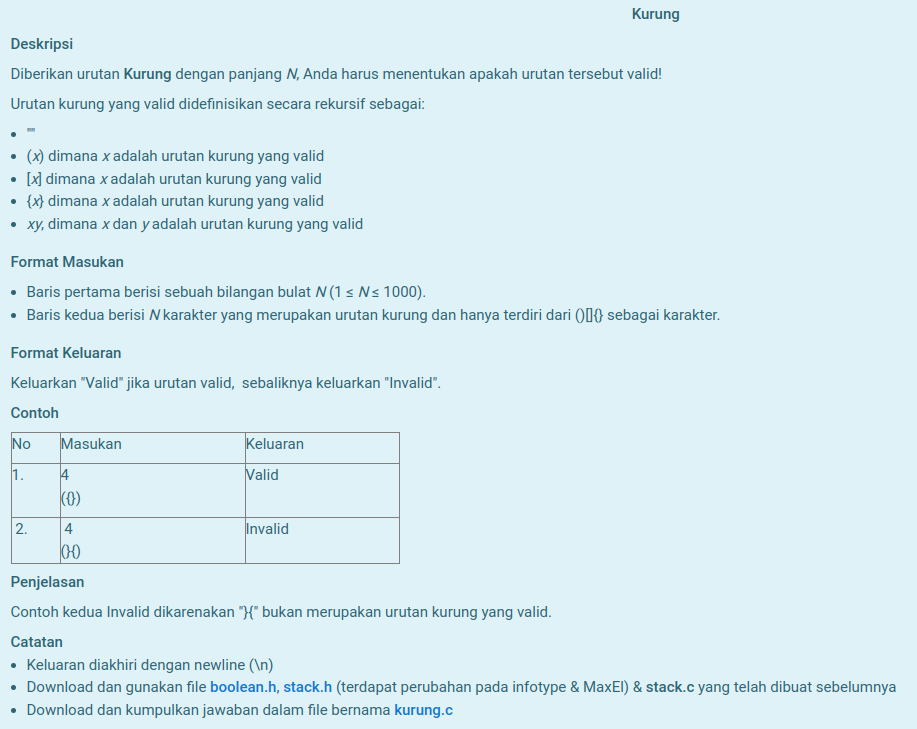 Kurung
Deskripsi
Diberikan urutan Kurung dengan panjang N, Anda harus menentukan apakah urutan tersebut valid!
Urutan kurung yang valid didefinisikan secara rekursif sebagai:
• ""
• (x) dimana x adalah urutan kurung yang valid
• [x] dimana x adalah urutan kurung yang valid
• {x} dimana x adalah urutan kurung yang valid
• xy, dimana x dan y adalah urutan kurung yang valid
Format Masukan
• Baris pertama berisi sebuah bilangan bulat N (1 ≤ N ≤ 1000).
• Baris kedua berisi N karakter yang merupakan urutan kurung dan hanya terdiri dari ()[]{} sebagai karakter.
Format Keluaran
Keluarkan "Valid" jika urutan valid, sebaliknya keluarkan "Invalid".
Contoh
No Masukan Keluaran
1. 4 Valid
({})
2. 4 Invalid
(}{)
Penjelasan
Contoh kedua Invalid dikarenakan "}{" bukan merupakan urutan kurung yang valid.
Catatan
• Keluaran diakhiri dengan newline (\n)
• Download dan gunakan file boolean.h, stack.h (terdapat perubahan pada infotype & MaxEl) & stack.c yang telah dibuat sebelumnya
• Download dan kumpulkan jawaban dalam file bernama kurung.c